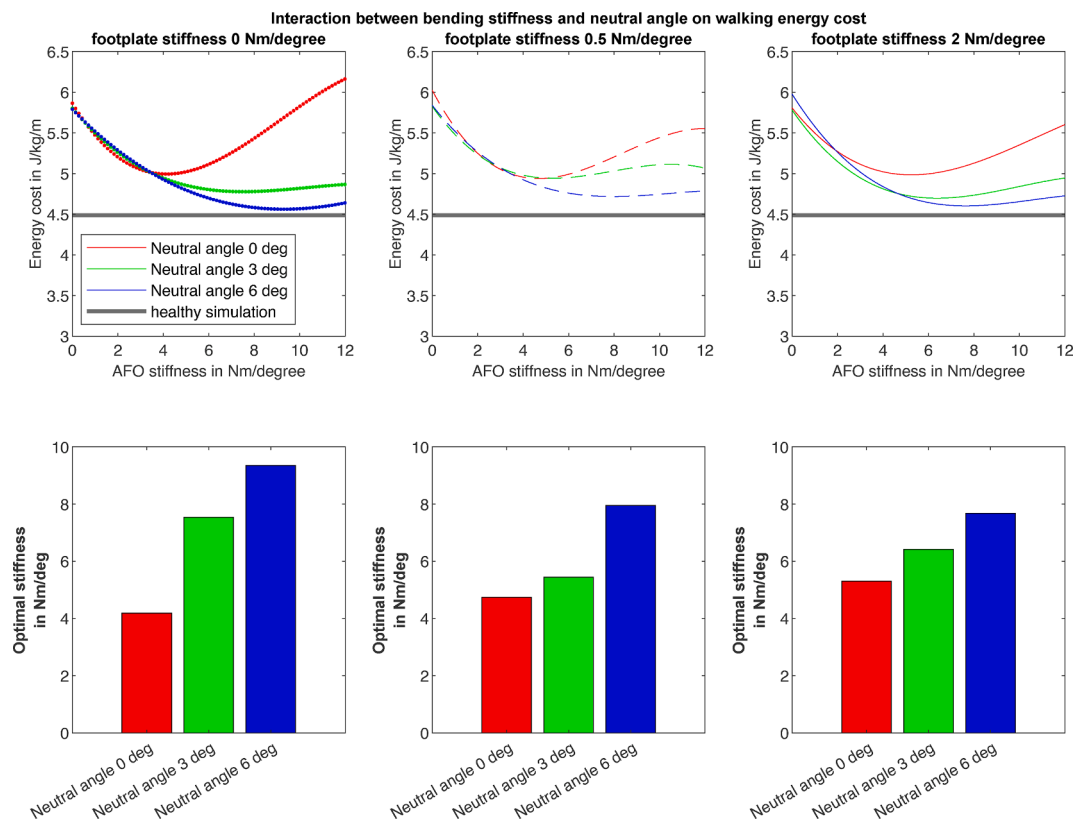 Interaction between bending stiffness and neutral angle on walking energy cost
footplate stiffness 0 Nm/degree
6.5
6
5.5
5
4.5
4
3.5
3
Energy cost in J/kg/m
Neutral angle 0 deg
Neutral angle 3 deg
Neutral angle 6 deg
healthy simulation
0 2 4 6 8 10 12
AFO stiffness in Nm/degree
footplate stiffness 0.5 Nm/degree
6.5
6
5.5
5
4.5
4
3.5
3
Energy cost in J/kg/m
0 2 4 6 8 10 12
AFO stiffness in Nm/degree
footplate stiffness 2 Nm/degree
6.5
6
5.5
5
4.5
4
3.5
3
Energy cost in J/kg/m
0 2 4 6 8 10 12
AFO stiffness in Nm/degree
10
8
6
4
2
0
Optimal stiffness
in Nm/deg
Neutral angle 0 deg
Neutral angle 3 deg
Neutral angle 6 deg
10
8
6
4
2
0
Optimal stiffness
in Nm/deg
Neutral angle 0 deg
Neutral angle 3 deg
Neutral angle 6 deg
10
8
6
4
2
0
Optimal stiffness
in Nm/deg
Neutral angle 0 deg
Neutral angle 3 deg
Neutral angle 6 deg